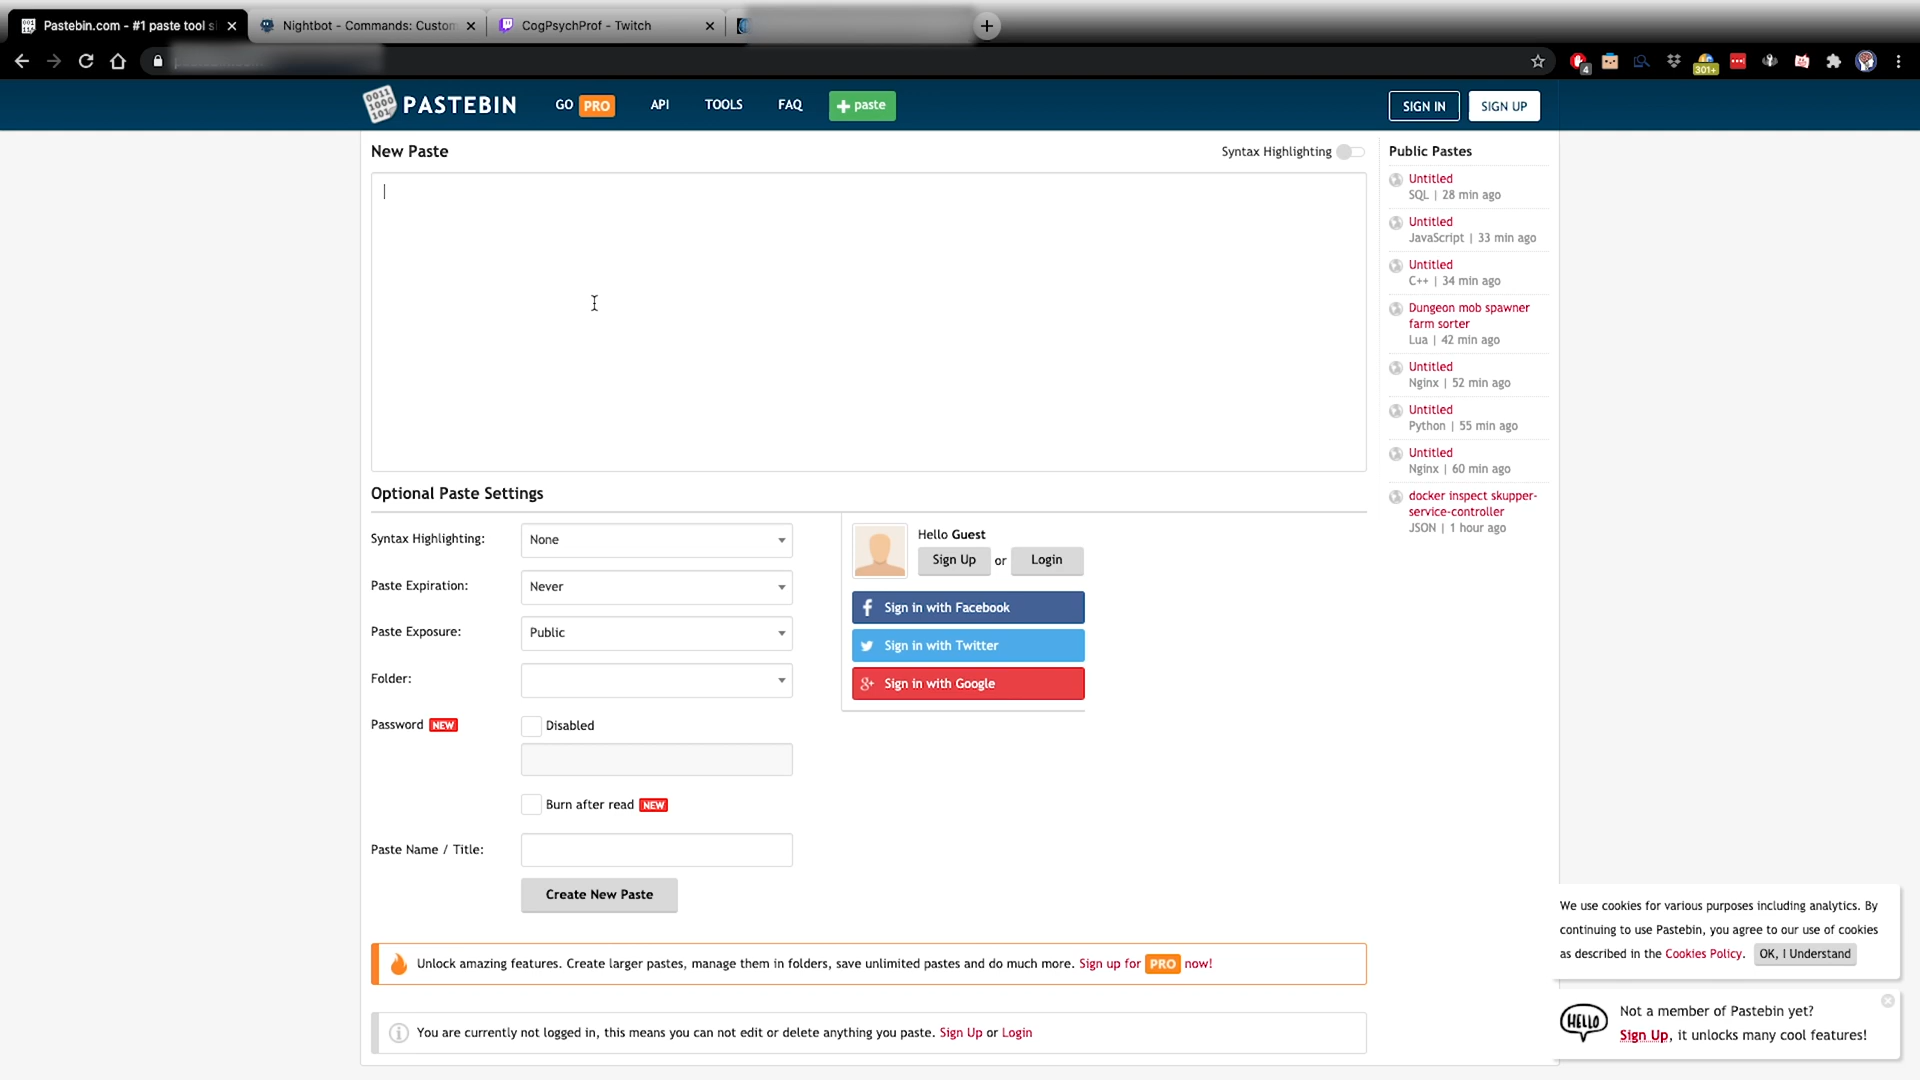 Pastebin.com - #1 paste tool s
Nightbot - Commands: Custom
CogPsychProf - Twitch
4
301+
PASTEBIN
GO PRO
API
TOOLS
FAQ
+ paste
SIGN IN
SIGN UP
New Paste
Syntax Highlighting
Optional Paste Settings
Syntax Highlighting:
None
Paste Expiration:
Never
Paste Exposure:
Public
Folder:
Password NEW
Disabled
Burn after read NEW
Paste Name / Title:
Create New Paste
Hello Guest
Sign Up or Login
Sign in with Facebook
Sign in with Twitter
Sign in with Google
Public Pastes
Untitled
SQL | 28 min ago
Untitled
JavaScript | 33 min ago
Untitled
C++ | 34 min ago
Dungeon mob spawner
farm sorter
Lua | 42 min ago
Untitled
Nginx | 52 min ago
Untitled
Python | 55 min ago
Untitled
Nginx | 60 min ago
docker inspect skupper-
service-controller
JSON | 1 hour ago
Unlock amazing features. Create larger pastes, manage them in folders, save unlimited pastes and do much more. Sign up for PRO now!
You are currently not logged in, this means you can not edit or delete anything you paste. Sign Up or Login
We use cookies for various purposes including analytics. By
continuing to use Pastebin, you agree to our use of cookies
as described in the Cookies Policy. OK, I Understand
HELLO
Not a member of Pastebin yet?
Sign Up, it unlocks many cool features!